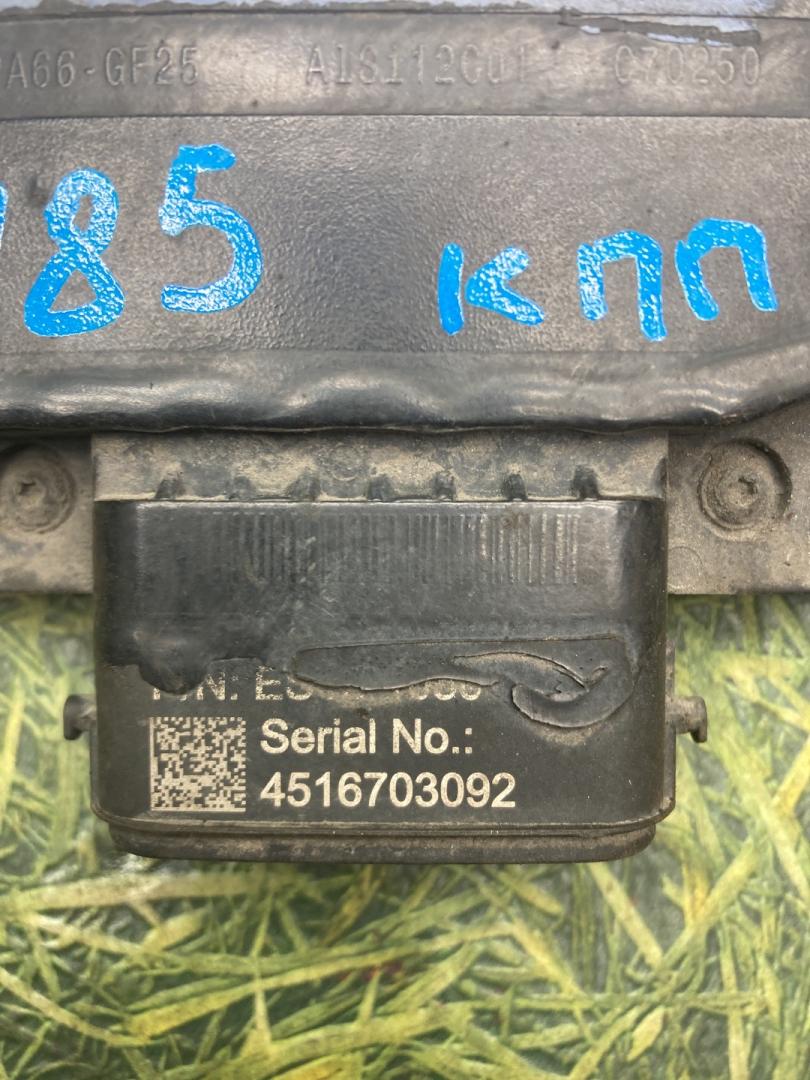 PA66-GF25 A1S112C01 C70250
85 кпп
P/N:
Serial No.:
4516703092